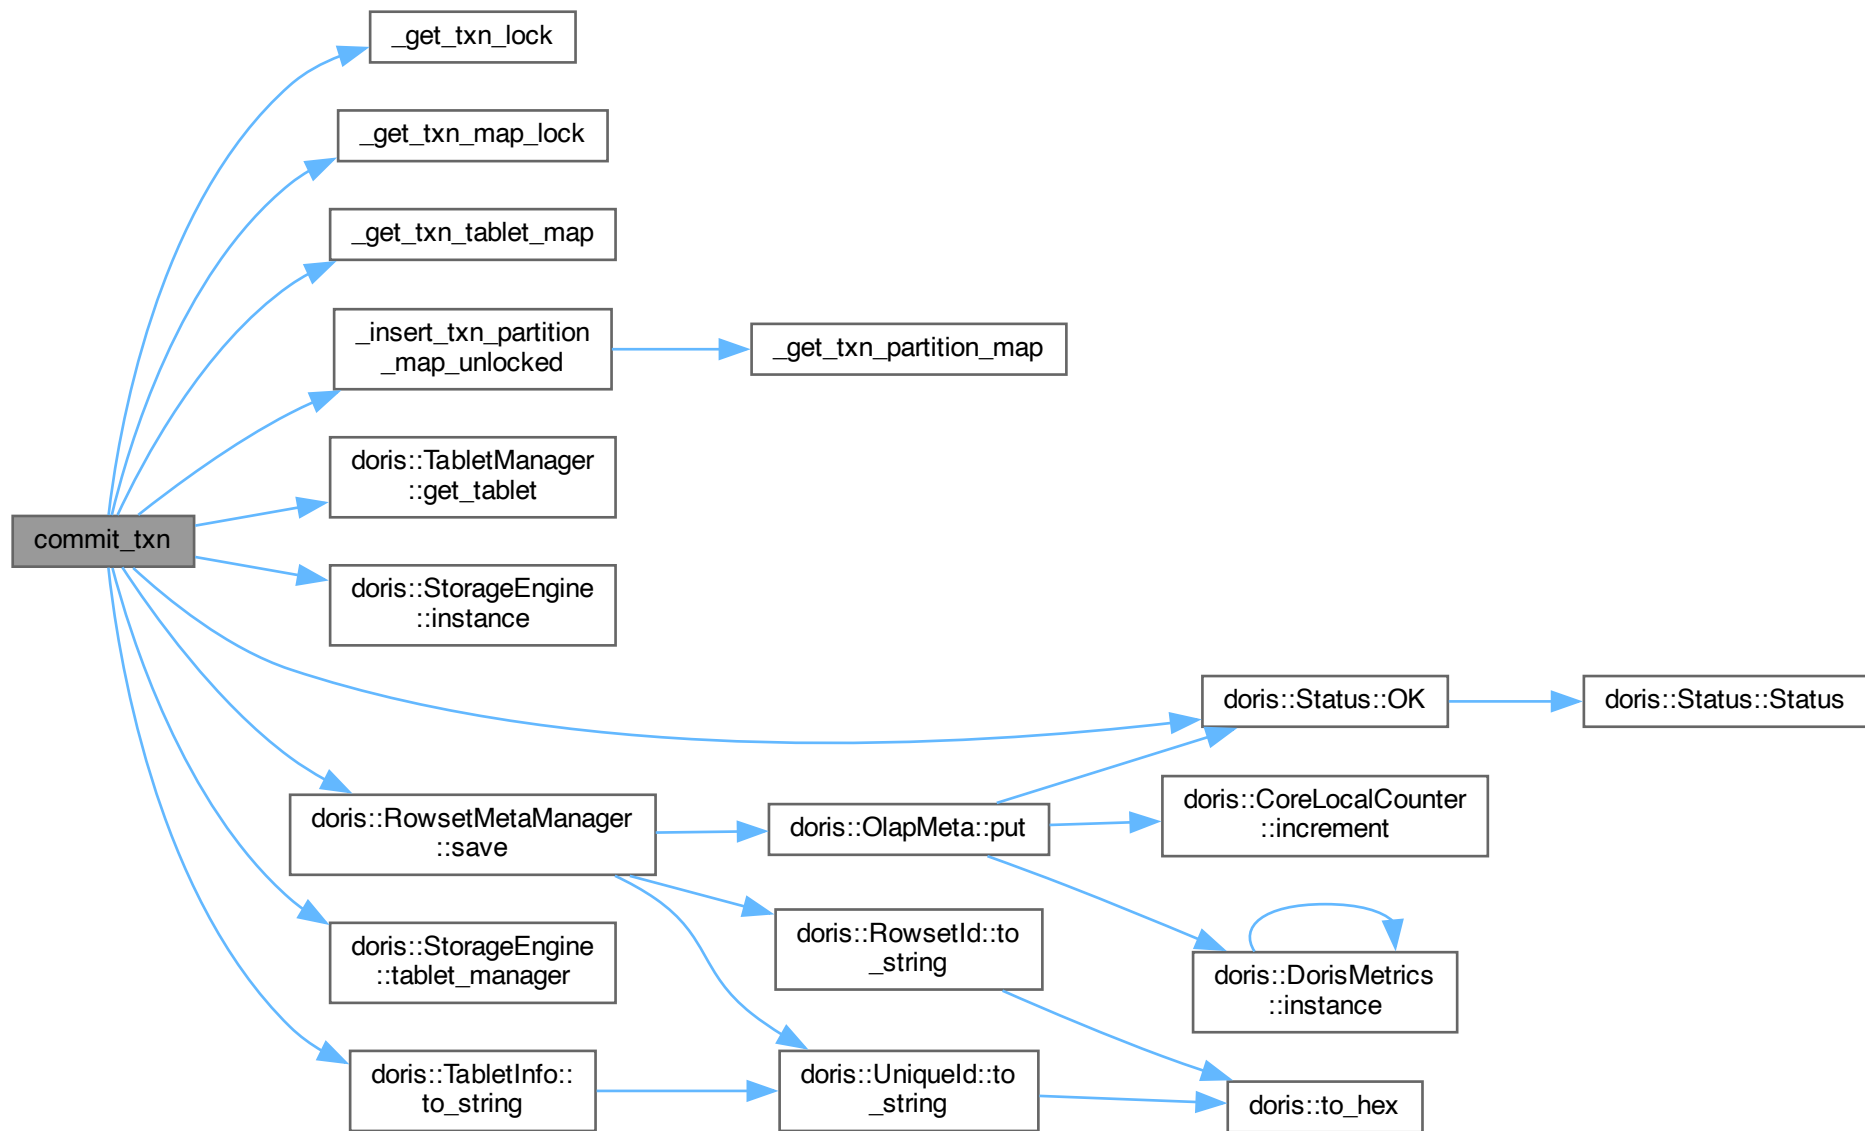 _get_txn_lock
_get_txn_map_lock
_get_txn_tablet_map
_insert_txn_partition
_map_unlocked
_get_txn_partition_map
doris::TabletManager
::get_tablet
commit_txn
doris::StorageEngine
::instance
doris::Status::OK
doris::Status::Status
doris::RowsetMetaManager
::save
doris::OlapMeta::put
doris::CoreLocalCounter
::increment
doris::StorageEngine
::tablet_manager
doris::RowsetId::to
_string
doris::DorisMetrics
::instance
doris::TabletInfo::
to_string
doris::UniqueId::to
_string
doris::to_hex